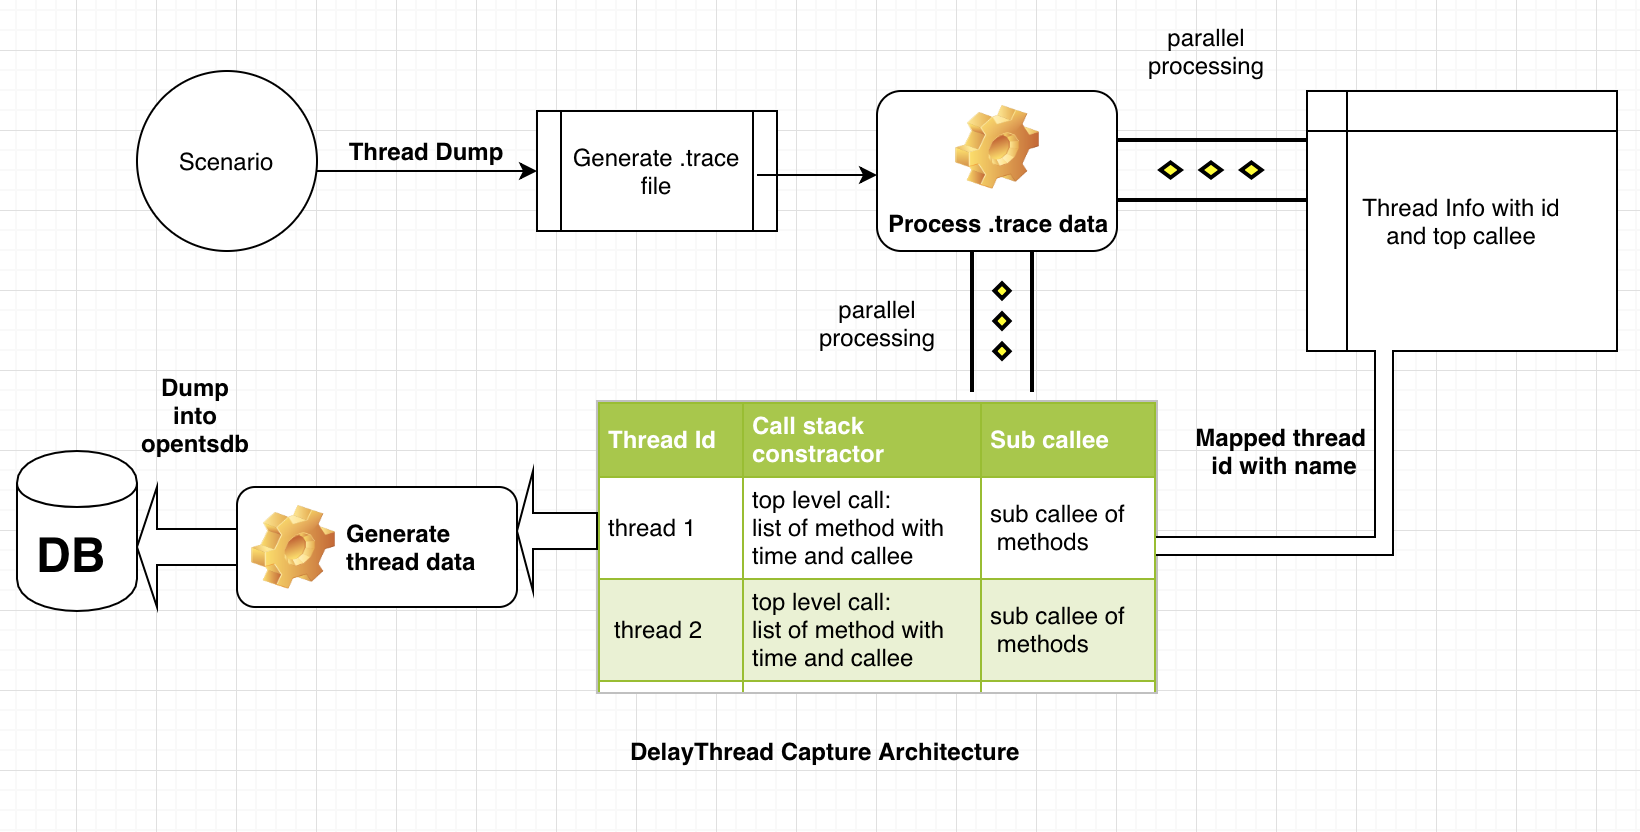 parallel
processing
Scenario
Thread Dump
Generate .trace
file
Process .trace data
Thread Info with id
and top callee
parallel
processing
Dump
into
opentsdb
DB
Generate
thread data
Thread Id
Call stack
constractor
Sub callee
thread 1
top level call:
list of method with
time and callee
sub callee of
methods
thread 2
top level call:
list of method with
time and callee
sub callee of
methods
Mapped thread
id with name
DelayThread Capture Architecture